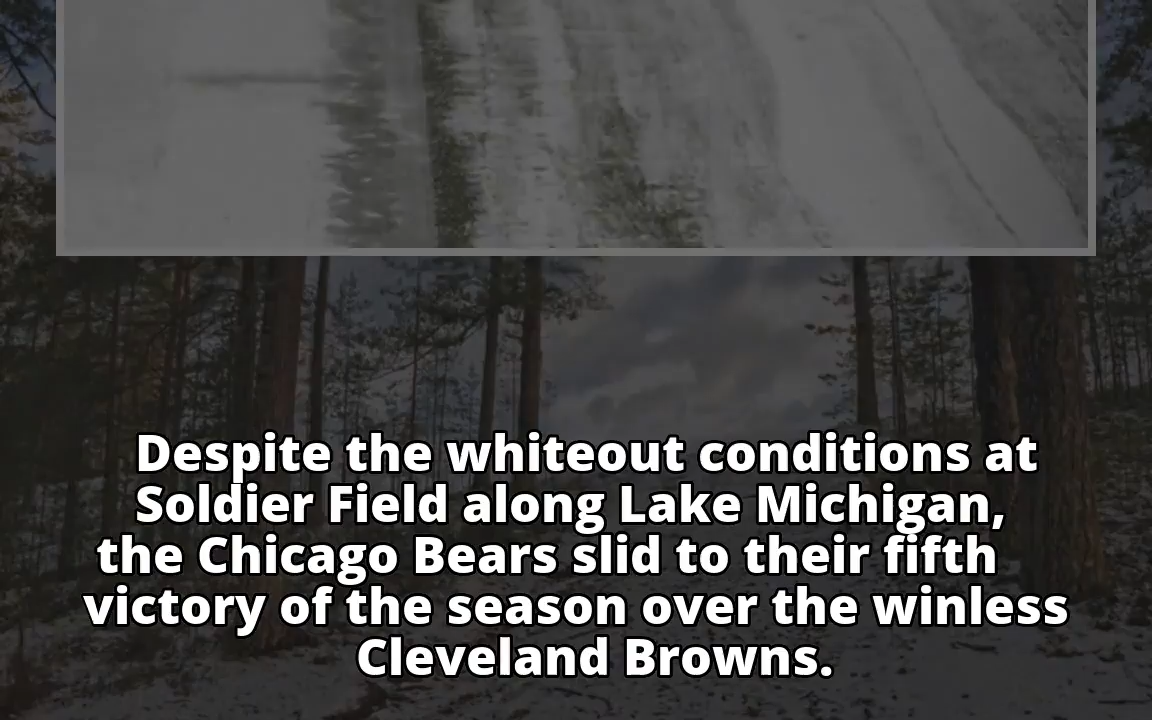 Despite the whiteout conditions at
Soldier Field along Lake Michigan,
the Chicago Bears slid to their fifth
victory of the season over the winless
Cleveland Browns.